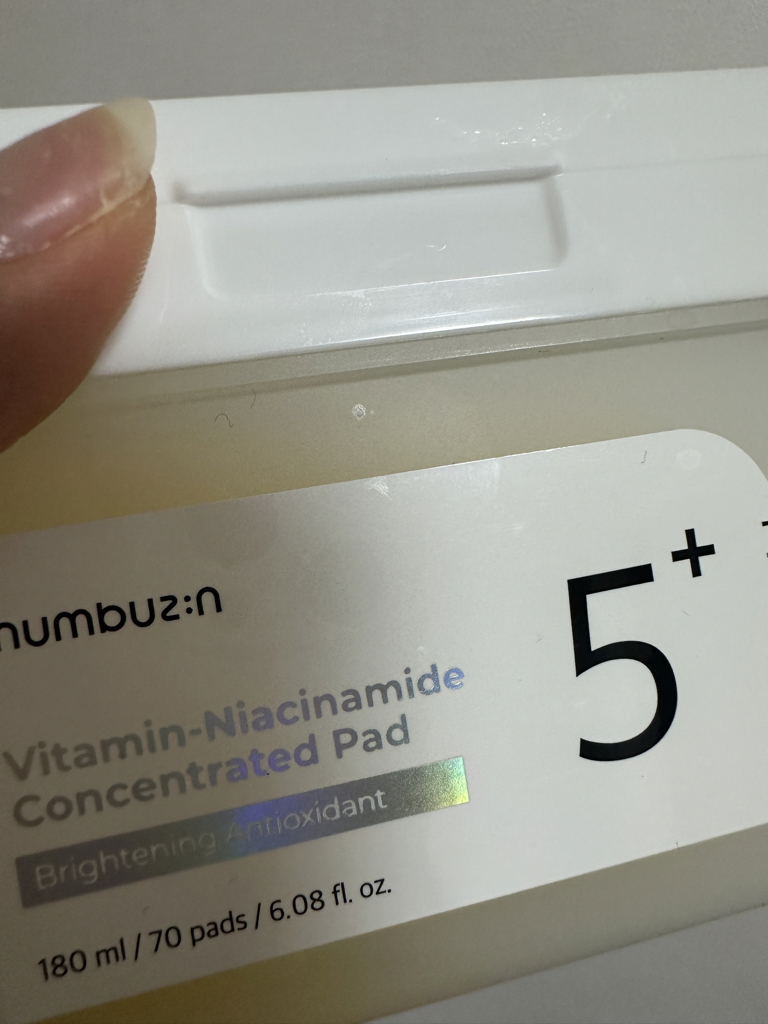 numbuz:n
5+
Vitamin-Niacinamide
Concentrated Pad
Brightening Antioxidant
180 ml / 70 pads / 6.08 fl. oz.